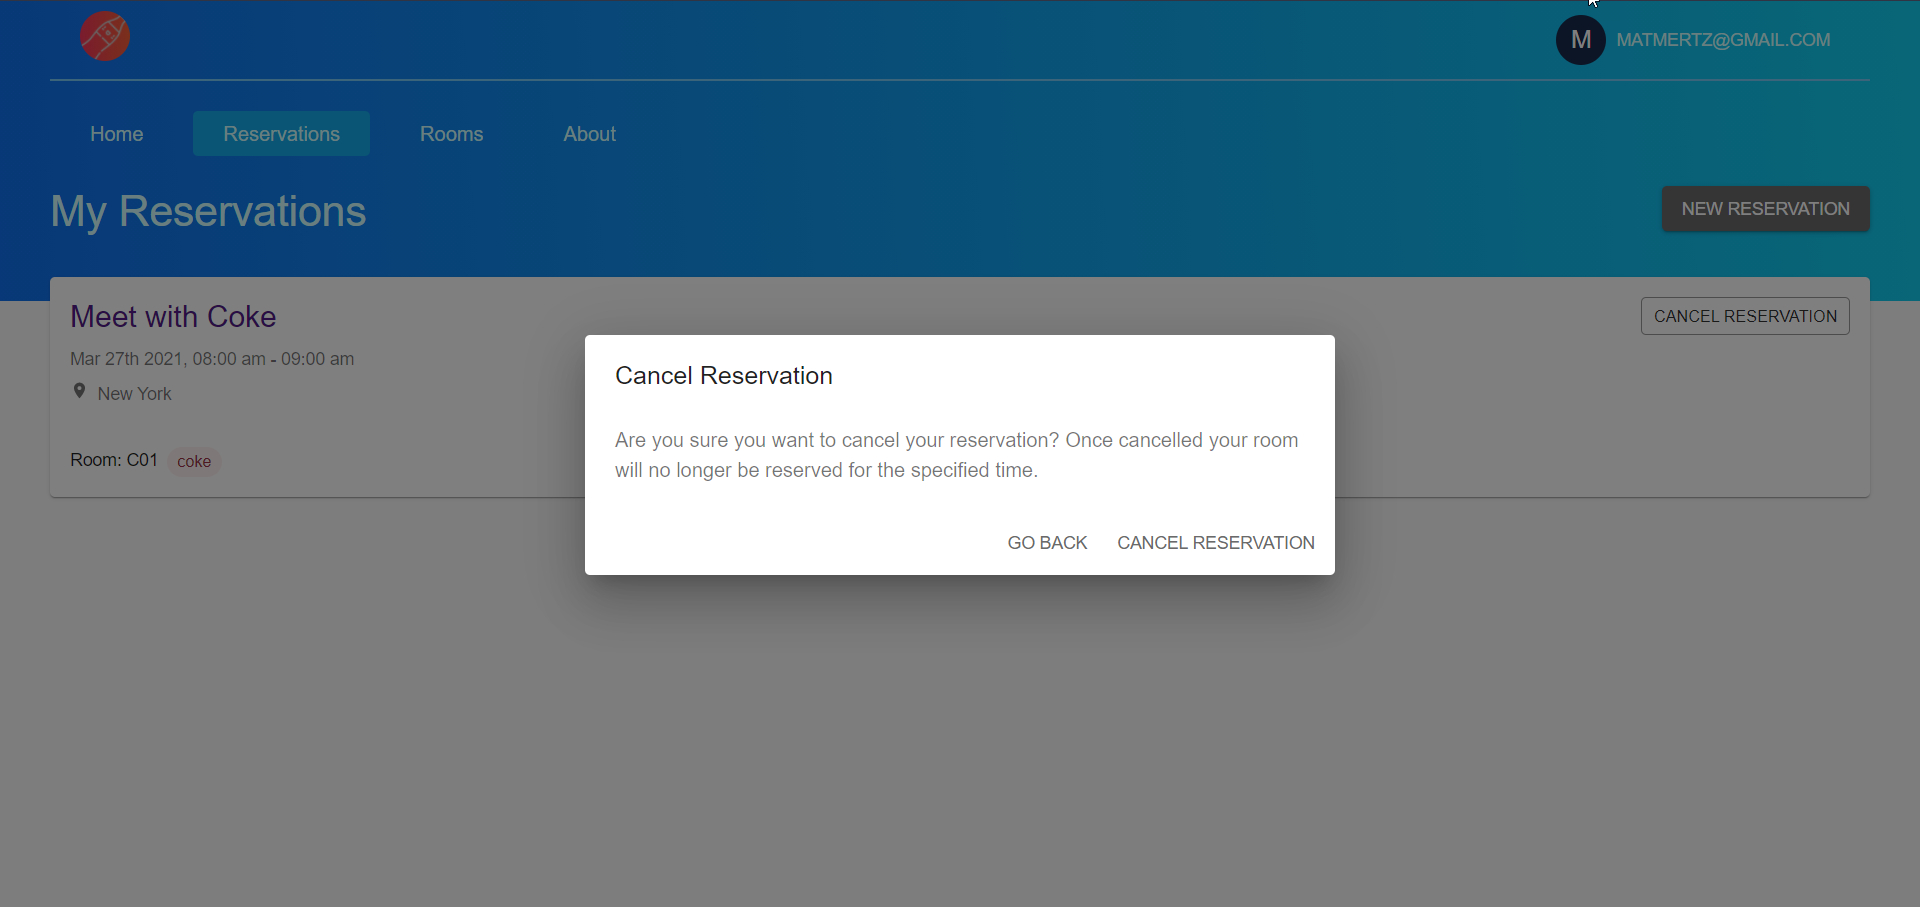 M MATMERTZ@GMAIL.COM
Home Reservations Rooms About
My Reservations
NEW RESERVATION
Meet with Coke
CANCEL RESERVATION
Mar 27th 2021, 08:00 am - 09:00 am
New York
Room: C01 coke
Cancel Reservation
Are you sure you want to cancel your reservation? Once cancelled your room
will no longer be reserved for the specified time.
GO BACK CANCEL RESERVATION